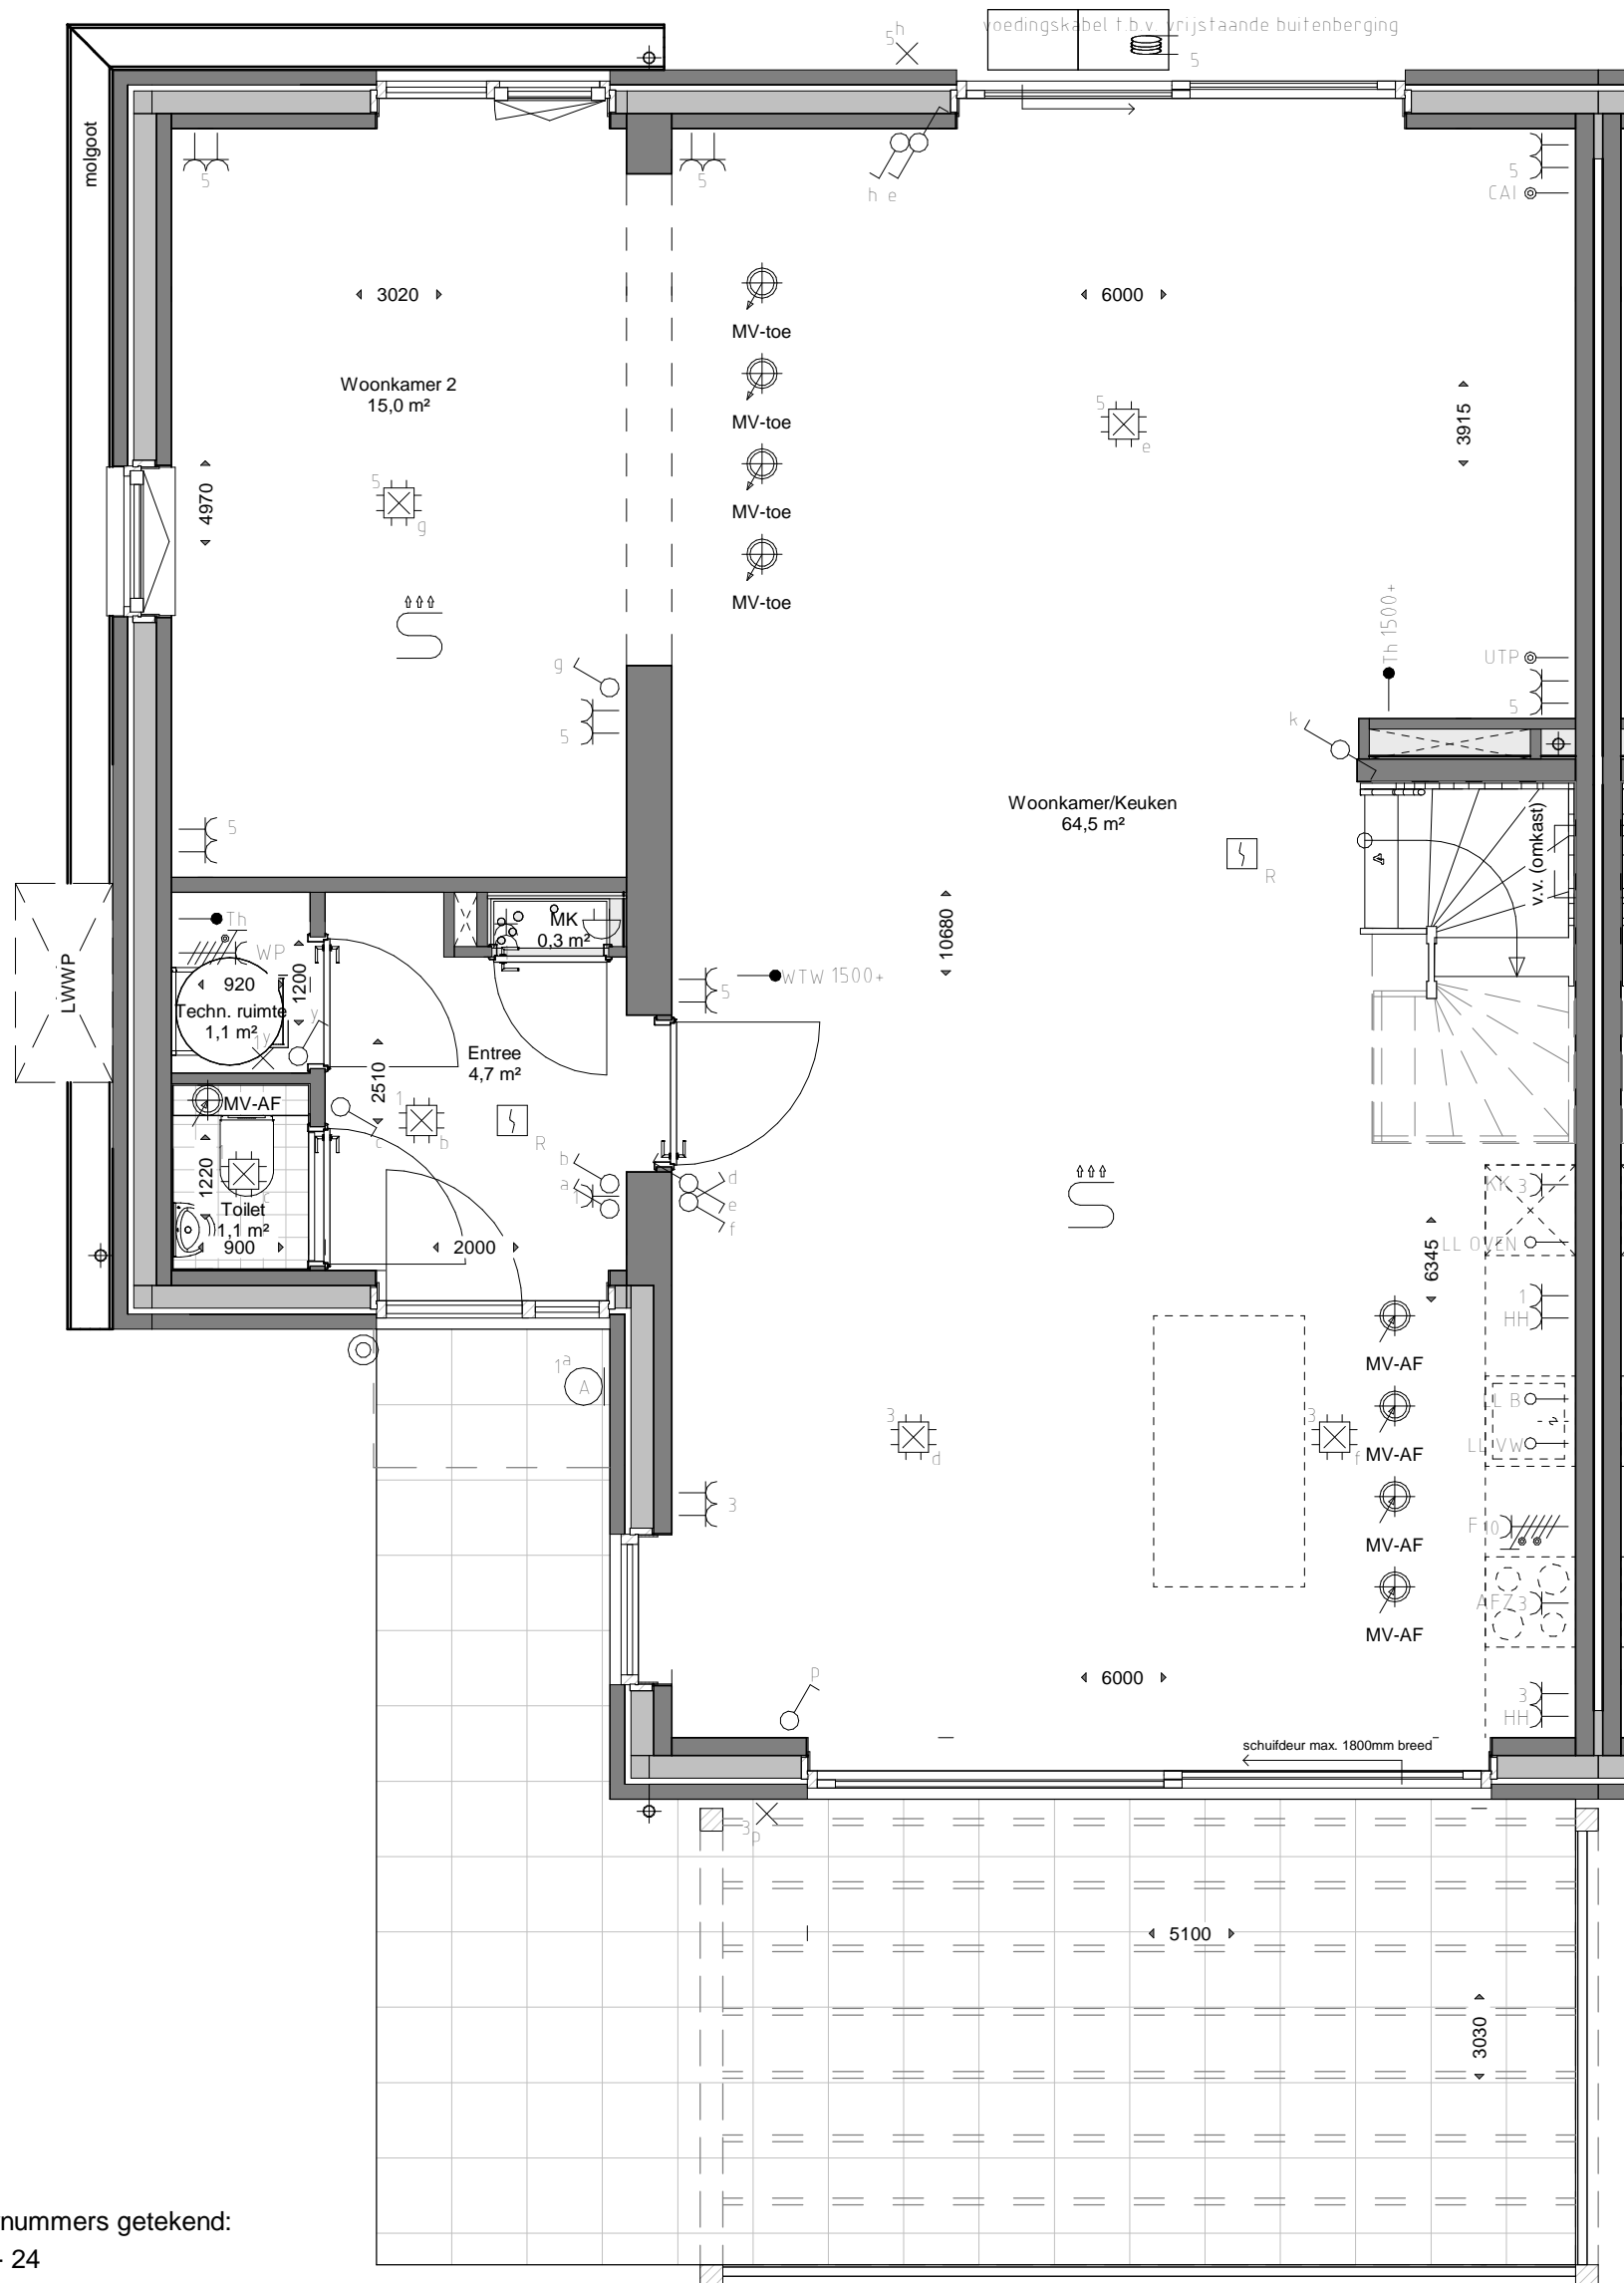 voedingskabel t.b.v. vrijstaande buitenberging
5h
5
molgoot
5
5
h e
5
CAI
3020
6000
MV-toe
MV-toe
MV-toe
MV-toe
Woonkamer 2
15,0 m²
5
e
3915
4970
5
g
g
5
Th 1500+
UTP
5
k
Woonkamer/Keuken
64,5 m²
R
v.v. (omkast)
5
Th
WP
920
1200
Techn. ruimte
1,1 m²
1y
y
MK
0,3 m²
LWWP
10680
5
WTW 1500+
Entree
4,7 m²
2510
MV-AF
c
1
b
R
1220
1
c
Toilet
1,1 m²
900
2000
b
a
1
d
e
f
KK 3
LL OVEN
6345
1
HH
MV-AF
MV-AF
MV-AF
MV-AF
1a
A
3
d
3
f
LL B
LL VW
3
F 10
AFZ 3
p
6000
3
HH
schuifdeur max. 1800mm breed
3p
5100
3030
nummers getekend:
- 24